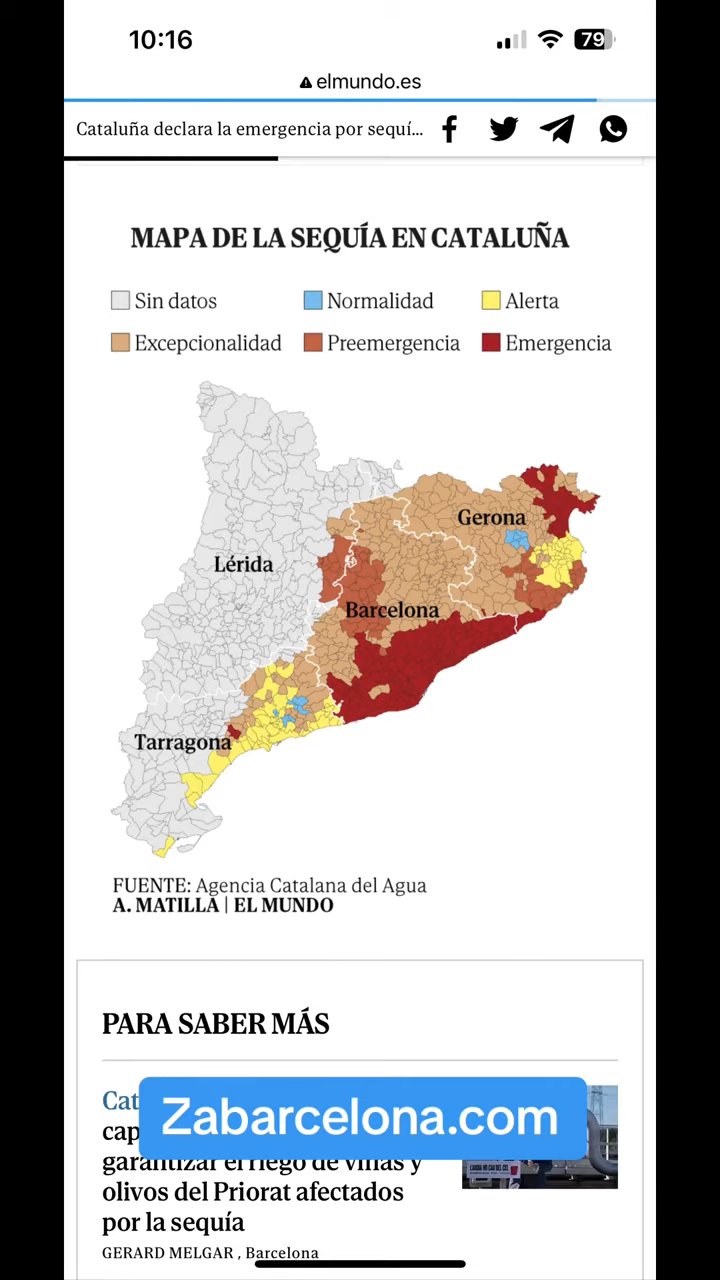 10:16
79
elmundo.es
Cataluña declara la emergencia por sequí...
MAPA DE LA SEQUÍA EN CATALUÑA
Sin datos Normalidad Alerta
Excepcionalidad Preemergencia Emergencia
Gerona
Lérida
Barcelona
Tarragona
FUENTE: Agencia Catalana del Agua
A. MATILLA | EL MUNDO
PARA SABER MÁS
Cat
Zabarcelona.com
cap
garantizar el riego de viñas y
olivos del Priorat afectados
por la sequía
GERARD MELGAR , Barcelona